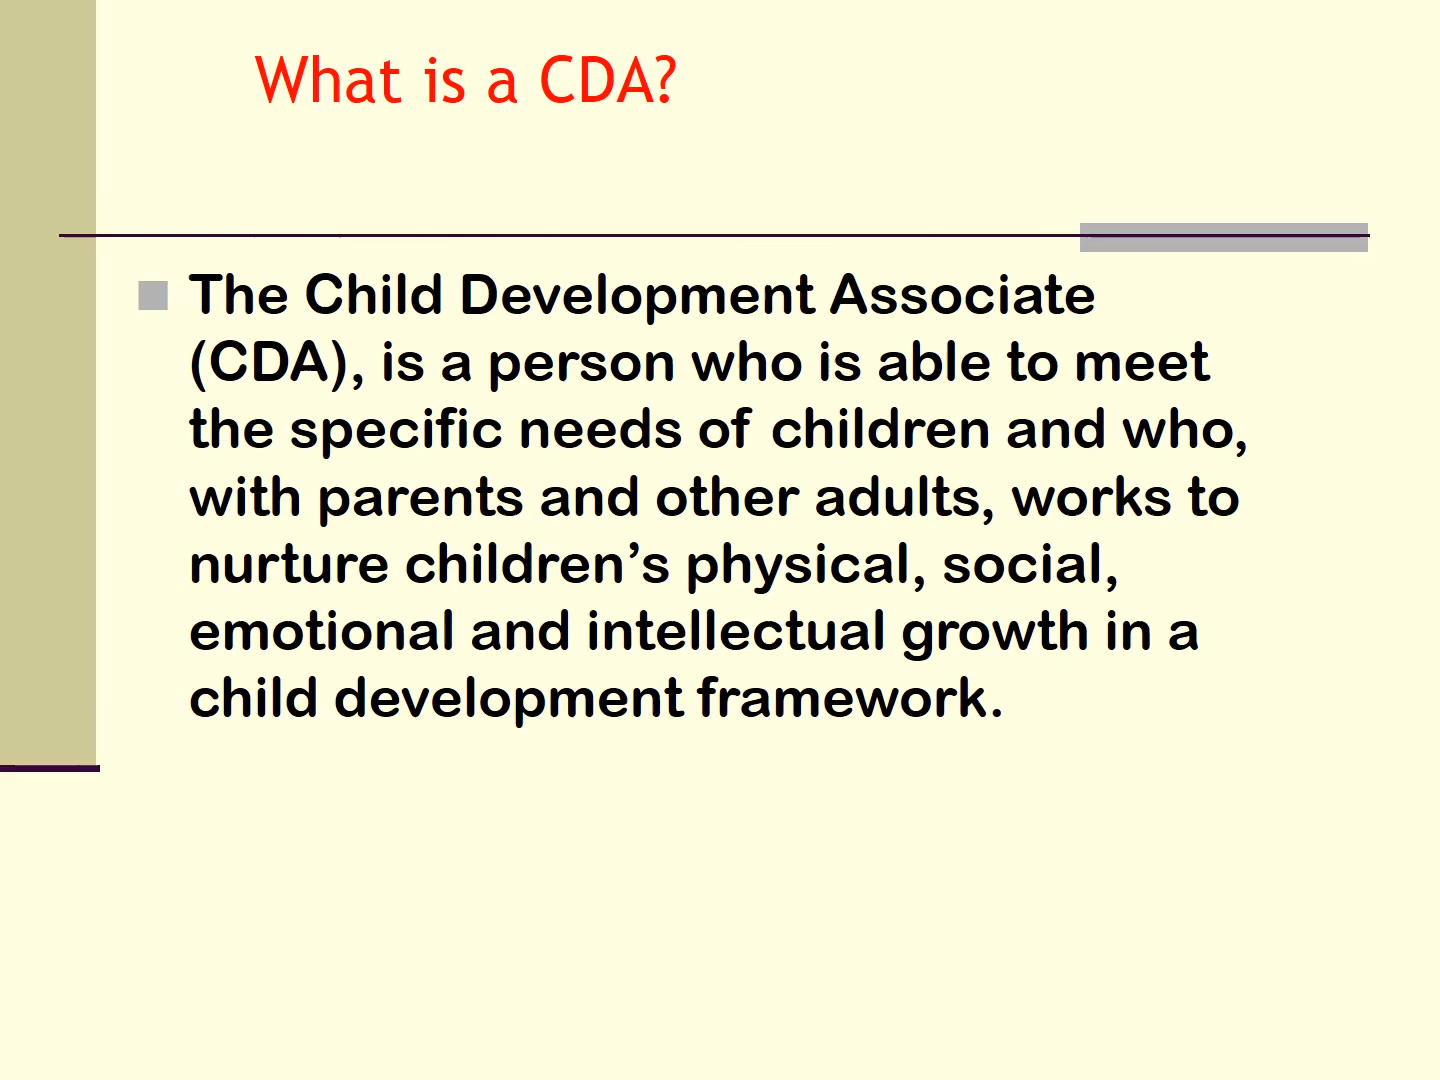 What is a CDA?
The Child Development Associate
(CDA), is a person who is able to meet
the specific needs of children and who,
with parents and other adults, works to
nurture children’s physical, social,
emotional and intellectual growth in a
child development framework.